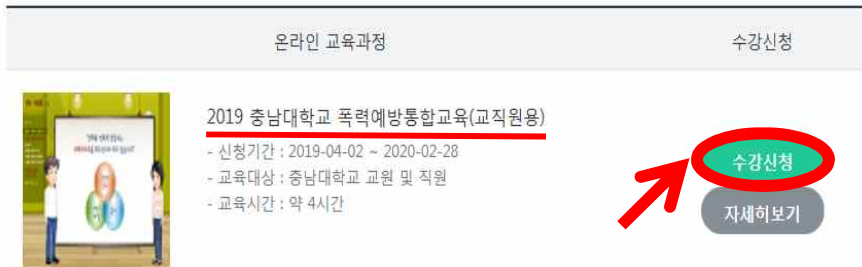 온라인 교육과정
수강신청
2019 충남대학교 폭력예방통합교육(교직원용)
- 신청기간 : 2019-04-02 ~ 2020-02-28
- 교육대상 : 충남대학교 교원 및 직원
- 교육시간 : 약 4시간
수강신청
자세히보기